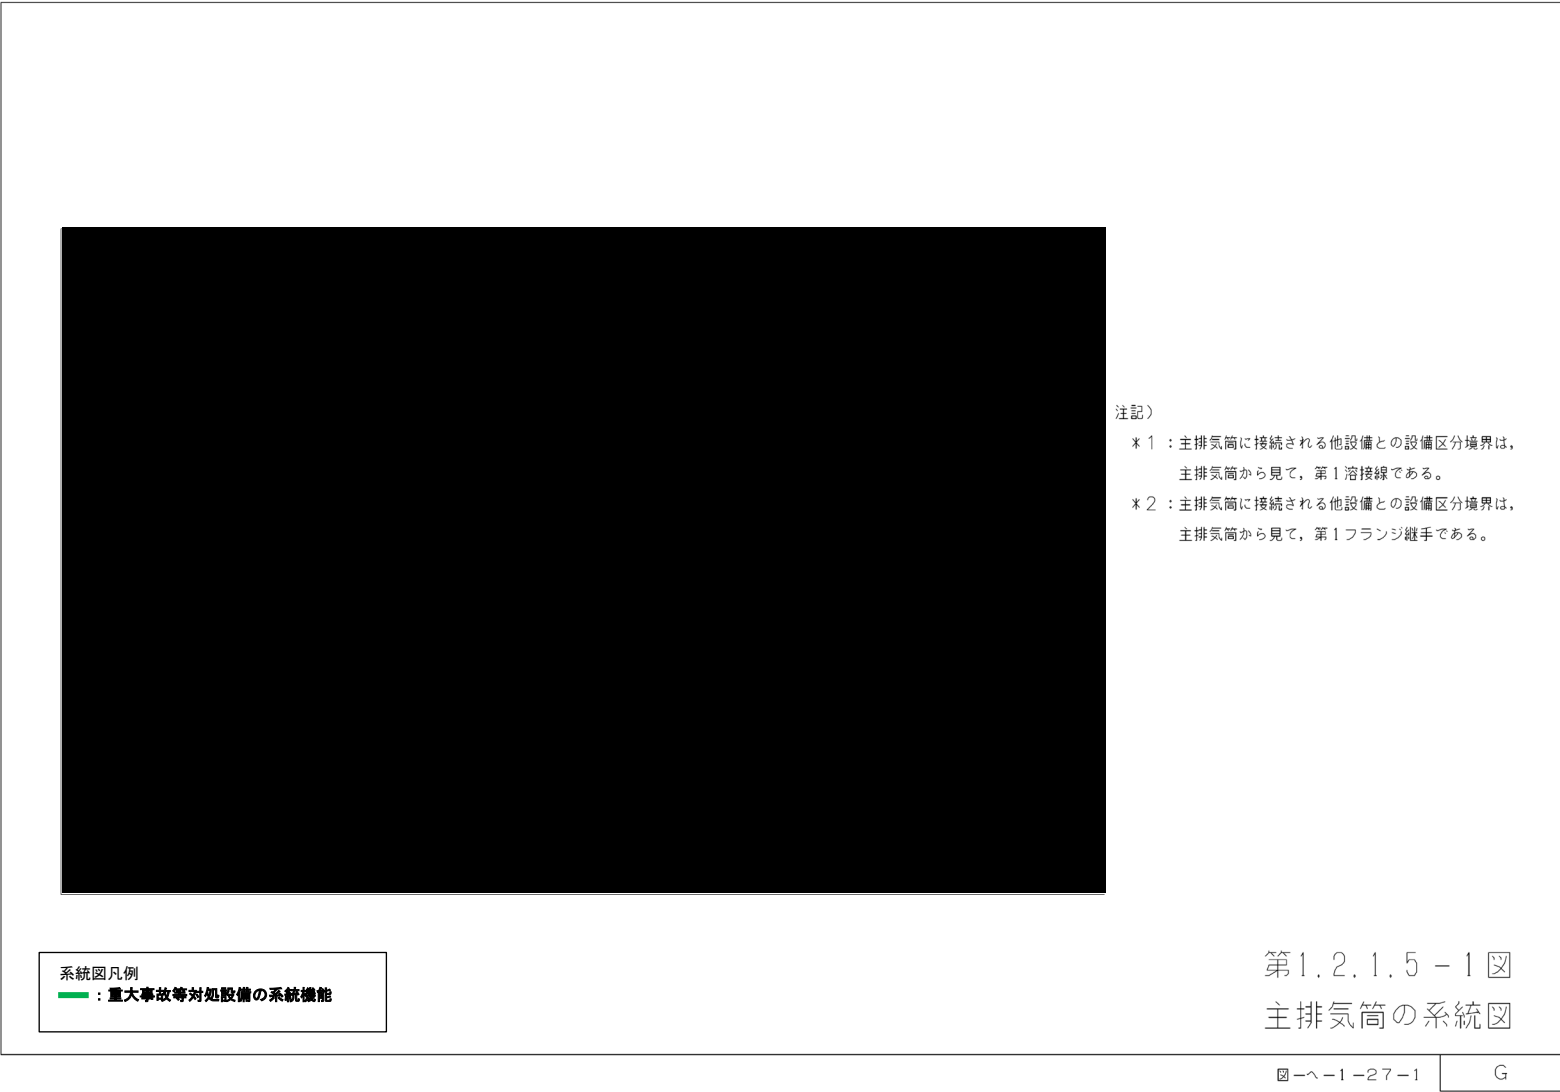 注記）
＊１：主排気筒に接続される他設備との設備区分境界は，
主排気筒から見て，第１溶接線である。
＊２：主排気筒に接続される他設備との設備区分境界は，
主排気筒から見て，第１フランジ継手である。
系統図凡例
：重大事故等対処設備の系統機能
第1.2.1.5－1図
主排気筒の系統図
図－ヘ－１－２７－１
G